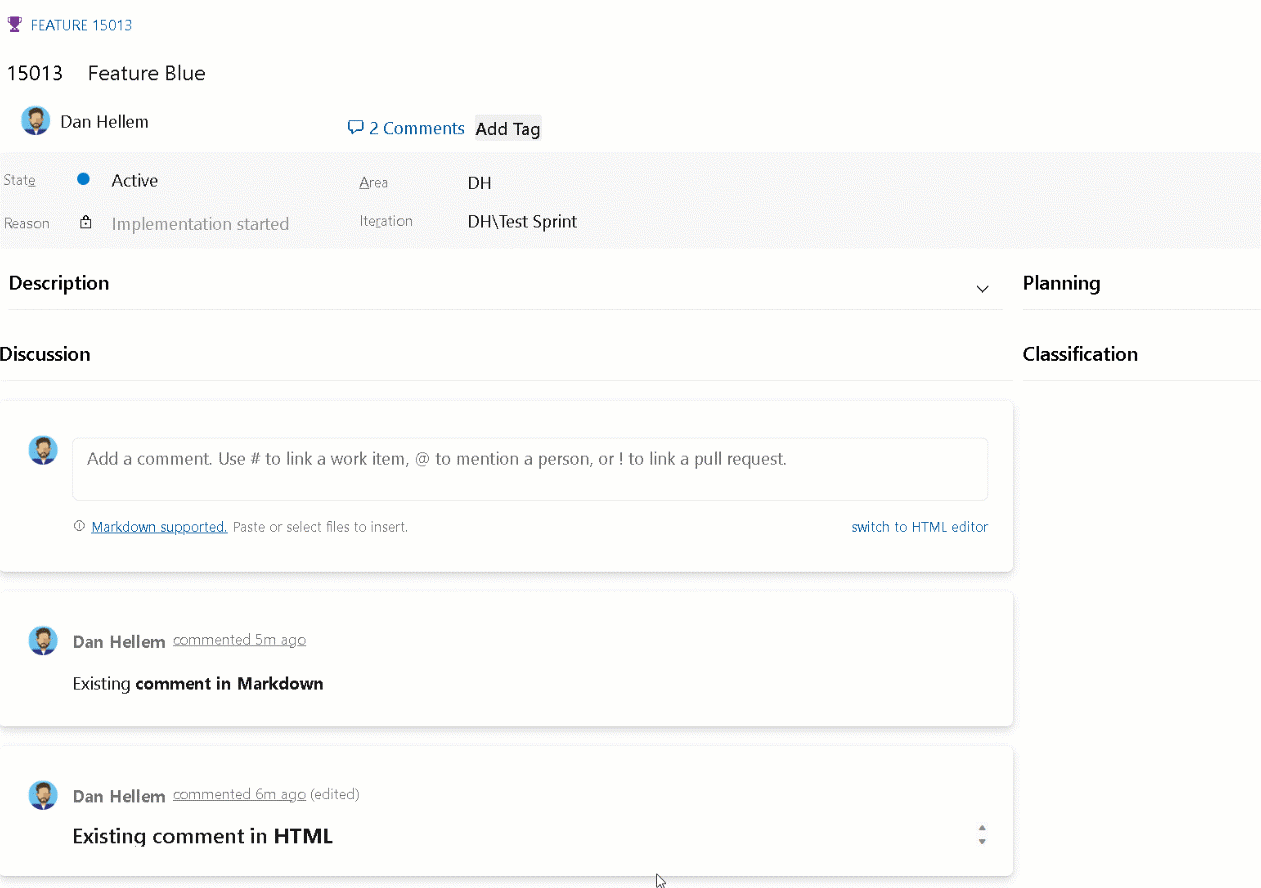 FEATURE 15013
15013 Feature Blue
Dan Hellem
2 Comments Add Tag
State Active Area DH
Reason Implementation started Iteration DH\Test Sprint
Description Planning
Discussion Classification
Add a comment. Use # to link a work item, @ to mention a person, or ! to link a pull request.
Markdown supported. Paste or select files to insert. switch to HTML editor
Dan Hellem commented 5m ago
Existing comment in Markdown
Dan Hellem commented 6m ago (edited)
Existing comment in HTML